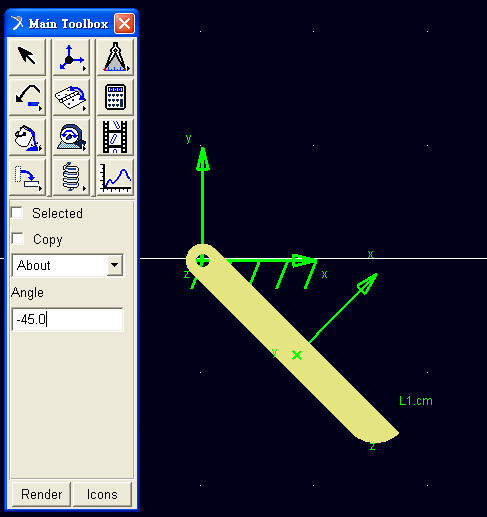 Main Toolbox
Selected
Copy
About
Angle
-45.0
Render
Icons
y
z
x
x
y
L1.cm
z